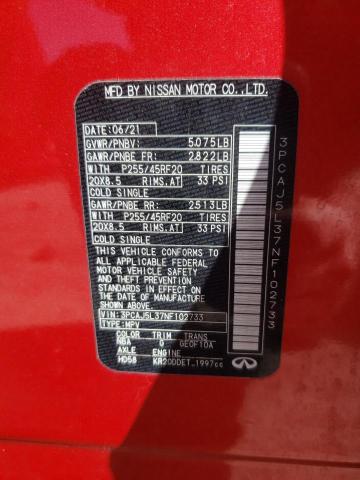 MFD BY NISSAN MOTOR CO., LTD.
DATE: 06/21
GVWR/PNBV: 5075LB
GAWR/PNBE FR: 2822LB
WITH P255/45RF20 TIRES
20X8.5 RIMS.AT 33 PSI
COLD SINGLE
GAWR/PNBE RR: 2513LB
WITH P255/45RF20 TIRES
20X8.5 RIMS.AT 33 PSI
COLD SINGLE
THIS VEHICLE CONFORMS TO
ALL APPLICABLE FEDERAL
MOTOR VEHICLE SAFETY
AND THEFT PREVENTION
STANDARDS IN EFFECT ON
THE DATE OF MANUFACTURE
SHOWN ABOVE.
VIN: 3PCAJ5L37NF102733
TYPE: MPV
COLOR TRIM TRANS
NBA G GE0F10A
AXLE ENGINE
HD58 KR20DDET 1997cc
INFINITI
3PCAJ5L37NF102733